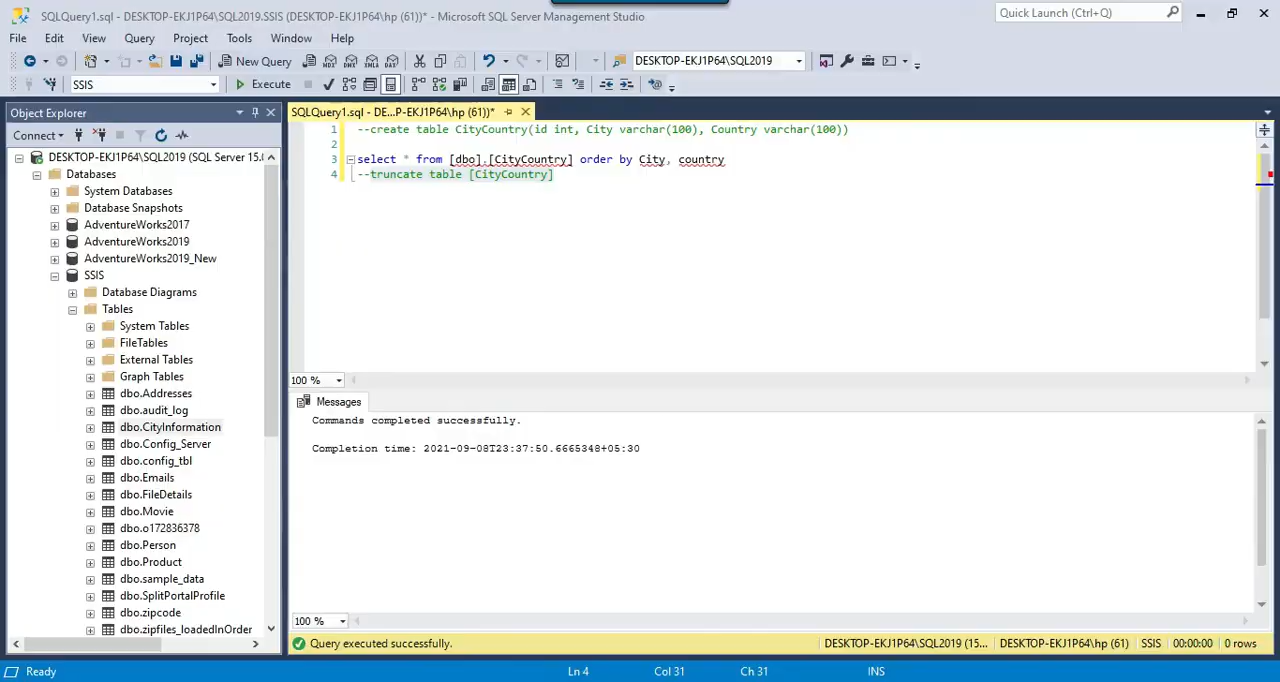 SQLQuery1.sql - DESKTOP-EKJ1P64\SQL2019.SSIS (DESKTOP-EKJ1P64\hp (61))* - Microsoft SQL Server Management Studio
Quick Launch (Ctrl+Q)
File Edit View Query Project Tools Window Help
New Query
MDX DMX XMLA DAX
DESKTOP-EKJ1P64\SQL2019
SSIS
Execute
Object Explorer
SQLQuery1.sql - DE...P-EKJ1P64\hp (61))*
Connect
DESKTOP-EKJ1P64\SQL2019 (SQL Server 15.0
Databases
System Databases
Database Snapshots
AdventureWorks2017
AdventureWorks2019
AdventureWorks2019_New
SSIS
Database Diagrams
Tables
System Tables
FileTables
External Tables
Graph Tables
dbo.Addresses
dbo.audit_log
dbo.CityInformation
dbo.Config_Server
dbo.config_tbl
dbo.Emails
dbo.FileDetails
dbo.Movie
dbo.o172836378
dbo.Person
dbo.Product
dbo.sample_data
dbo.SplitPortalProfile
dbo.zipcode
dbo.zipfiles_loadedInOrder
1 --create table CityCountry(id int, City varchar(100), Country varchar(100))
2
3 select * from [dbo].[CityCountry] order by City, country
4 --truncate table [CityCountry]
100 %
Messages
Commands completed successfully.
Completion time: 2021-09-08T23:37:50.6665348+05:30
100 %
Query executed successfully.
DESKTOP-EKJ1P64\SQL2019 (15... DESKTOP-EKJ1P64\hp (61) SSIS 00:00:00 0 rows
Ready Ln 4 Col 31 Ch 31 INS